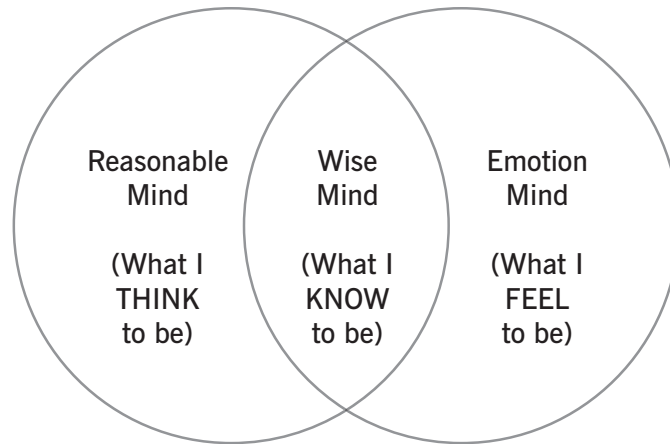 Reasonable
Mind
(What I
THINK
to be)
Wise
Mind
(What I
KNOW
to be)
Emotion
Mind
(What I
FEEL
to be)